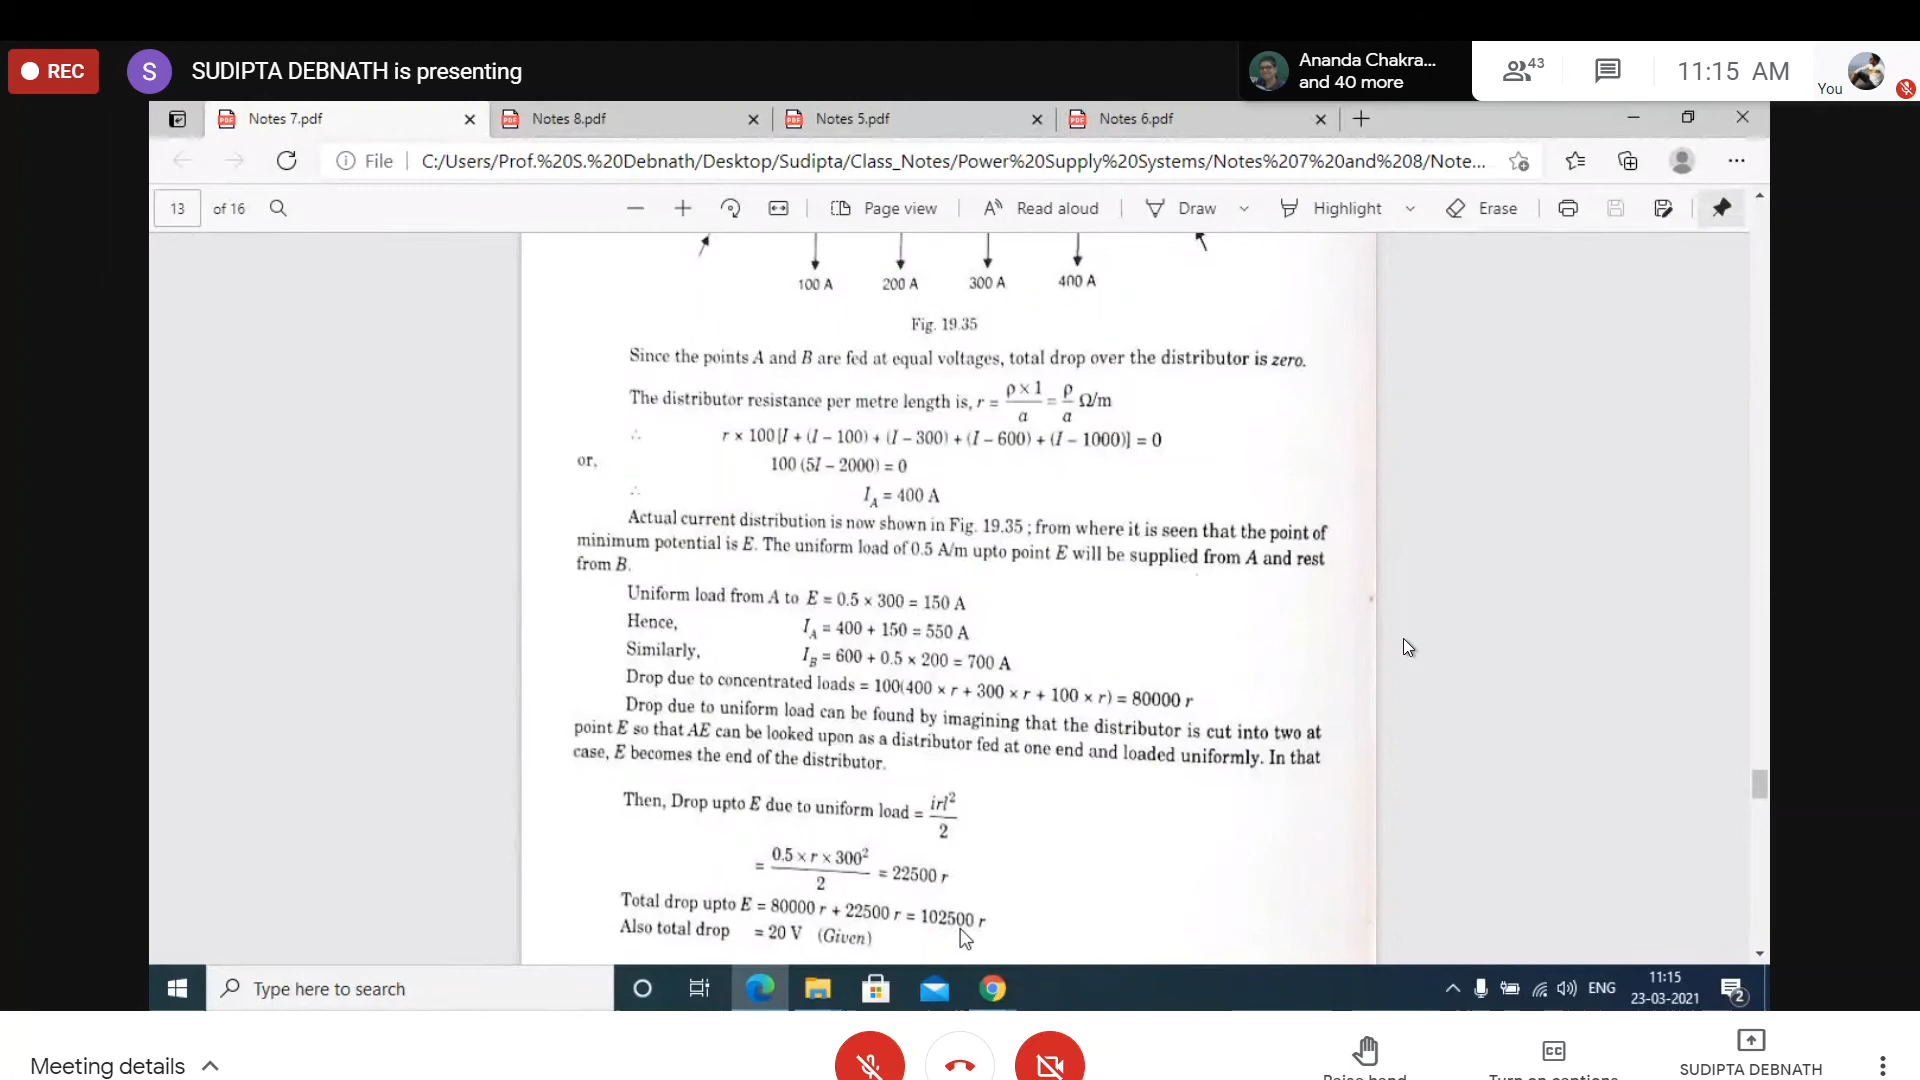 REC
S
SUDIPTA DEBNATH is presenting
Ananda Chakra...
and 40 more
43
11:15 AM
You
Notes 7.pdf
Notes 8.pdf
Notes 5.pdf
Notes 6.pdf
File
C:/Users/Prof.%20S.%20Debnath/Desktop/Sudipta/Class_Notes/Power%20Supply%20Systems/Notes%207%20and%208/Note...
13 of 16
Page view
Read aloud
Draw
Highlight
Erase
100 A 200 A 300 A 400 A
Fig. 19.35
Since the points A and B are fed at equal voltages, total drop over the distributor is zero.
The distributor resistance per metre length is, r = ρ × 1 / a = ρ / a Ω/m
∴ r × 100 [I + (I – 100) + (I – 300) + (I – 600) + (I – 1000)] = 0
or, 100 (5I – 2000) = 0
∴ I_A = 400 A
Actual current distribution is now shown in Fig. 19.35 ; from where it is seen that the point of
minimum potential is E. The uniform load of 0.5 A/m upto point E will be supplied from A and rest
from B.
Uniform load from A to E = 0.5 × 300 = 150 A
Hence, I_A = 400 + 150 = 550 A
Similarly, I_B = 600 + 0.5 × 200 = 700 A
Drop due to concentrated loads = 100(400 × r + 300 × r + 100 × r) = 80000 r
Drop due to uniform load can be found by imagining that the distributor is cut into two at
point E so that AE can be looked upon as a distributor fed at one end and loaded uniformly. In that
case, E becomes the end of the distributor.
Then, Drop upto E due to uniform load = irl² / 2
= 0.5 × r × 300² / 2 = 22500 r
Total drop upto E = 80000 r + 22500 r = 102500 r
Also total drop = 20 V (Given)
Type here to search
ENG
11:15
23-03-2021
2
Meeting details
Raise hand
Turn on captions
SUDIPTA DEBNATH